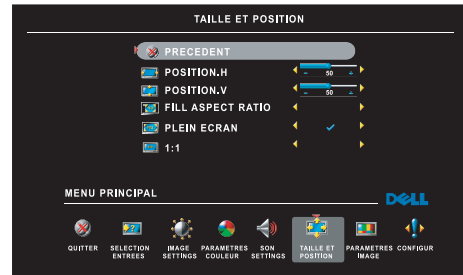 TAILLE ET POSITION
PRECEDENT
POSITION.H
- 50 +
POSITION.V
- 50 +
FILL ASPECT RATIO
PLEIN ECRAN
1:1
MENU PRINCIPAL
DELL
QUITTER
SELECTION
ENTREES
IMAGE
SETTINGS
PARAMETRES
COULEUR
SON
SETTINGS
TAILLE ET
POSITION
PARAMETRES
IMAGE
CONFIGUR